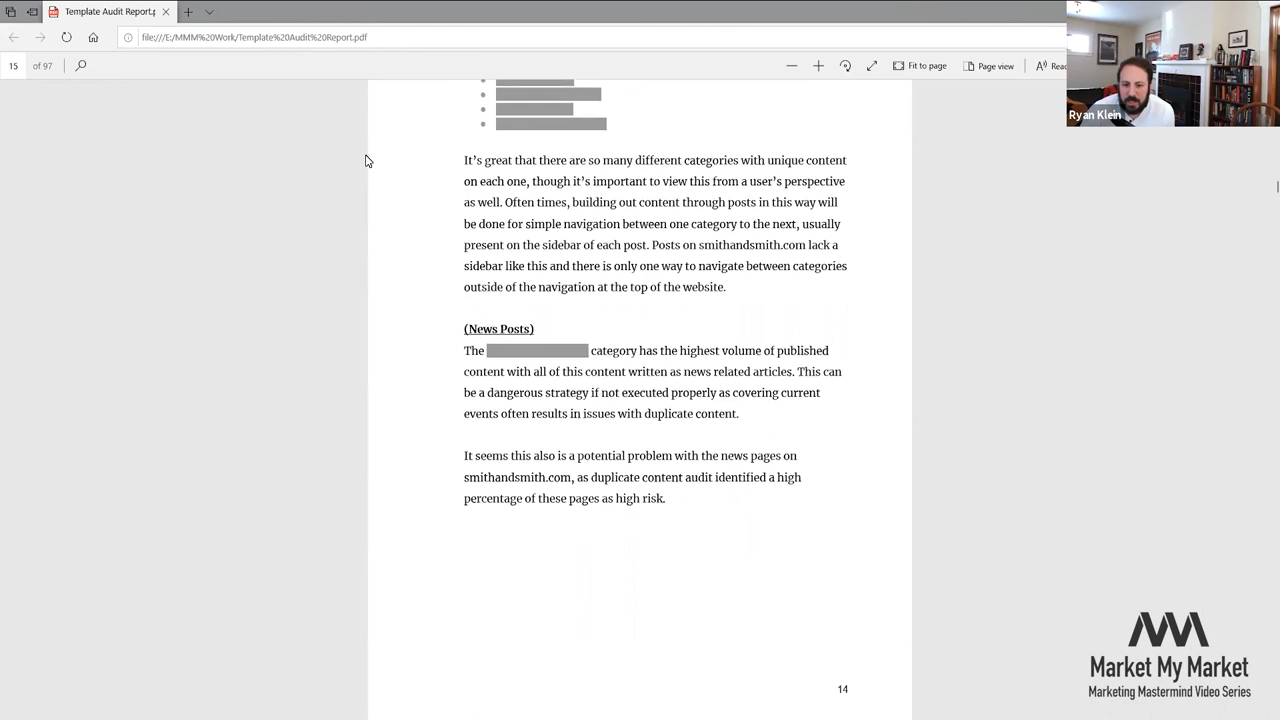 Template Audit Report.p
file:///E:/MMM%20Work/Template%20Audit%20Report.pdf
15 of 97
Fit to page
Page view
Rea
Ryan Klein
It's great that there are so many different categories with unique content
on each one, though it's important to view this from a user's perspective
as well. Often times, building out content through posts in this way will
be done for simple navigation between one category to the next, usually
present on the sidebar of each post. Posts on smithandsmith.com lack a
sidebar like this and there is only one way to navigate between categories
outside of the navigation at the top of the website.
(News Posts)
The category has the highest volume of published
content with all of this content written as news related articles. This can
be a dangerous strategy if not executed properly as covering current
events often results in issues with duplicate content.
It seems this also is a potential problem with the news pages on
smithandsmith.com, as duplicate content audit identified a high
percentage of these pages as high risk.
14
Market My Market
Marketing Mastermind Video Series